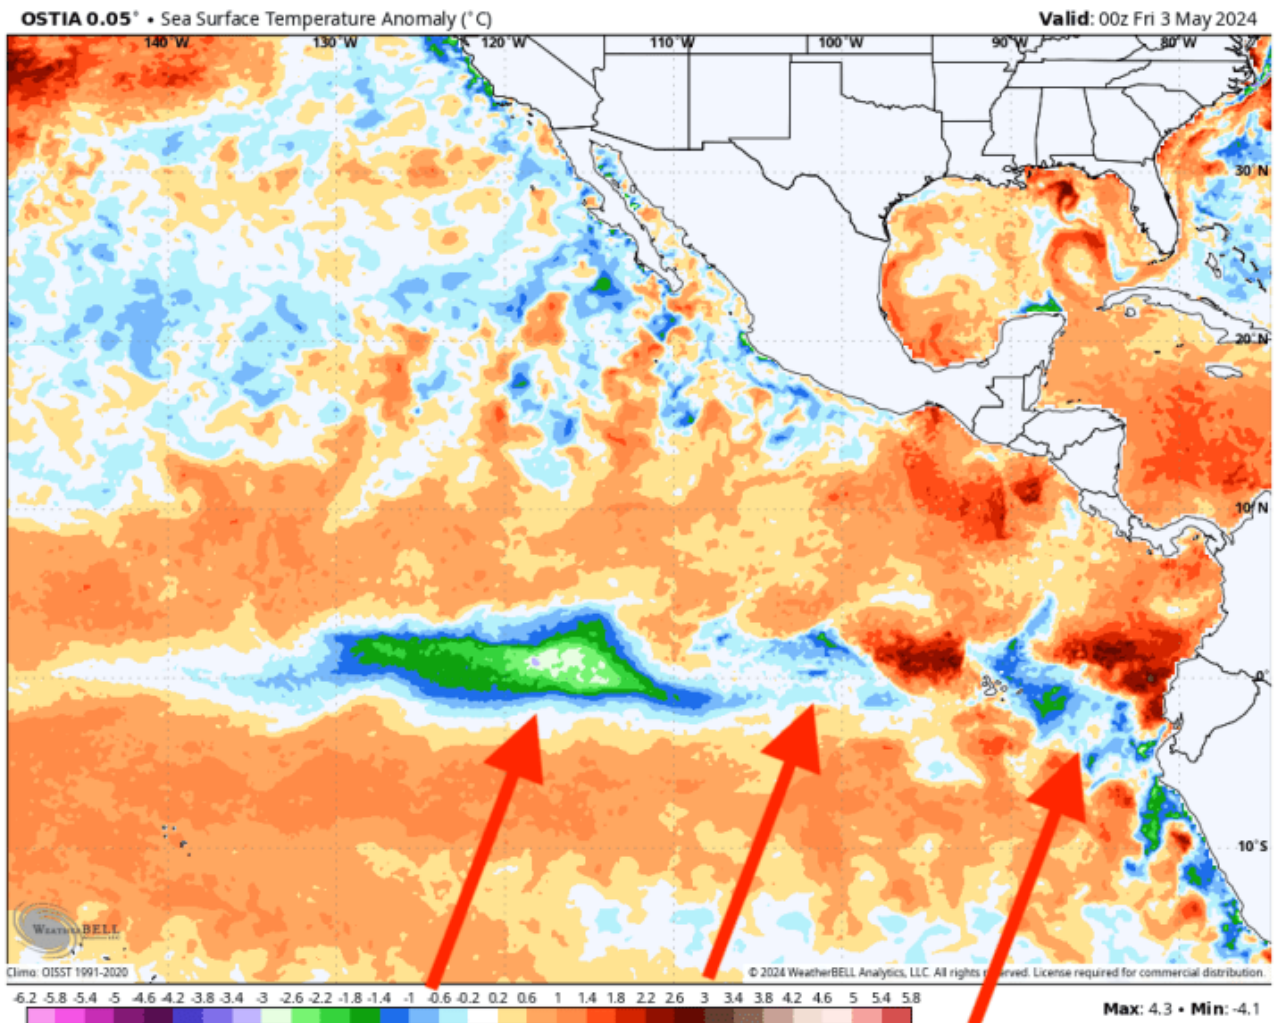 OSTIA 0.05° • Sea Surface Temperature Anomaly (°C)
Valid: 00z Fri 3 May 2024
140°W 130°W 120°W 110°W 100°W 90°W 80°W
30°N
20°N
10°N
0°
10°S
WEATHERBELL
Climo: OISST 1991-2020
© 2024 WeatherBELL Analytics, LLC. All rights reserved. License required for commercial distribution.
-6.2 -5.8 -5.4 -5 -4.6 -4.2 -3.8 -3.4 -3 -2.6 -2.2 -1.8 -1.4 -1 -0.6 -0.2 0.2 0.6 1 1.4 1.8 2.2 2.6 3 3.4 3.8 4.2 4.6 5 5.4 5.8
Max: 4.3 • Min: -4.1